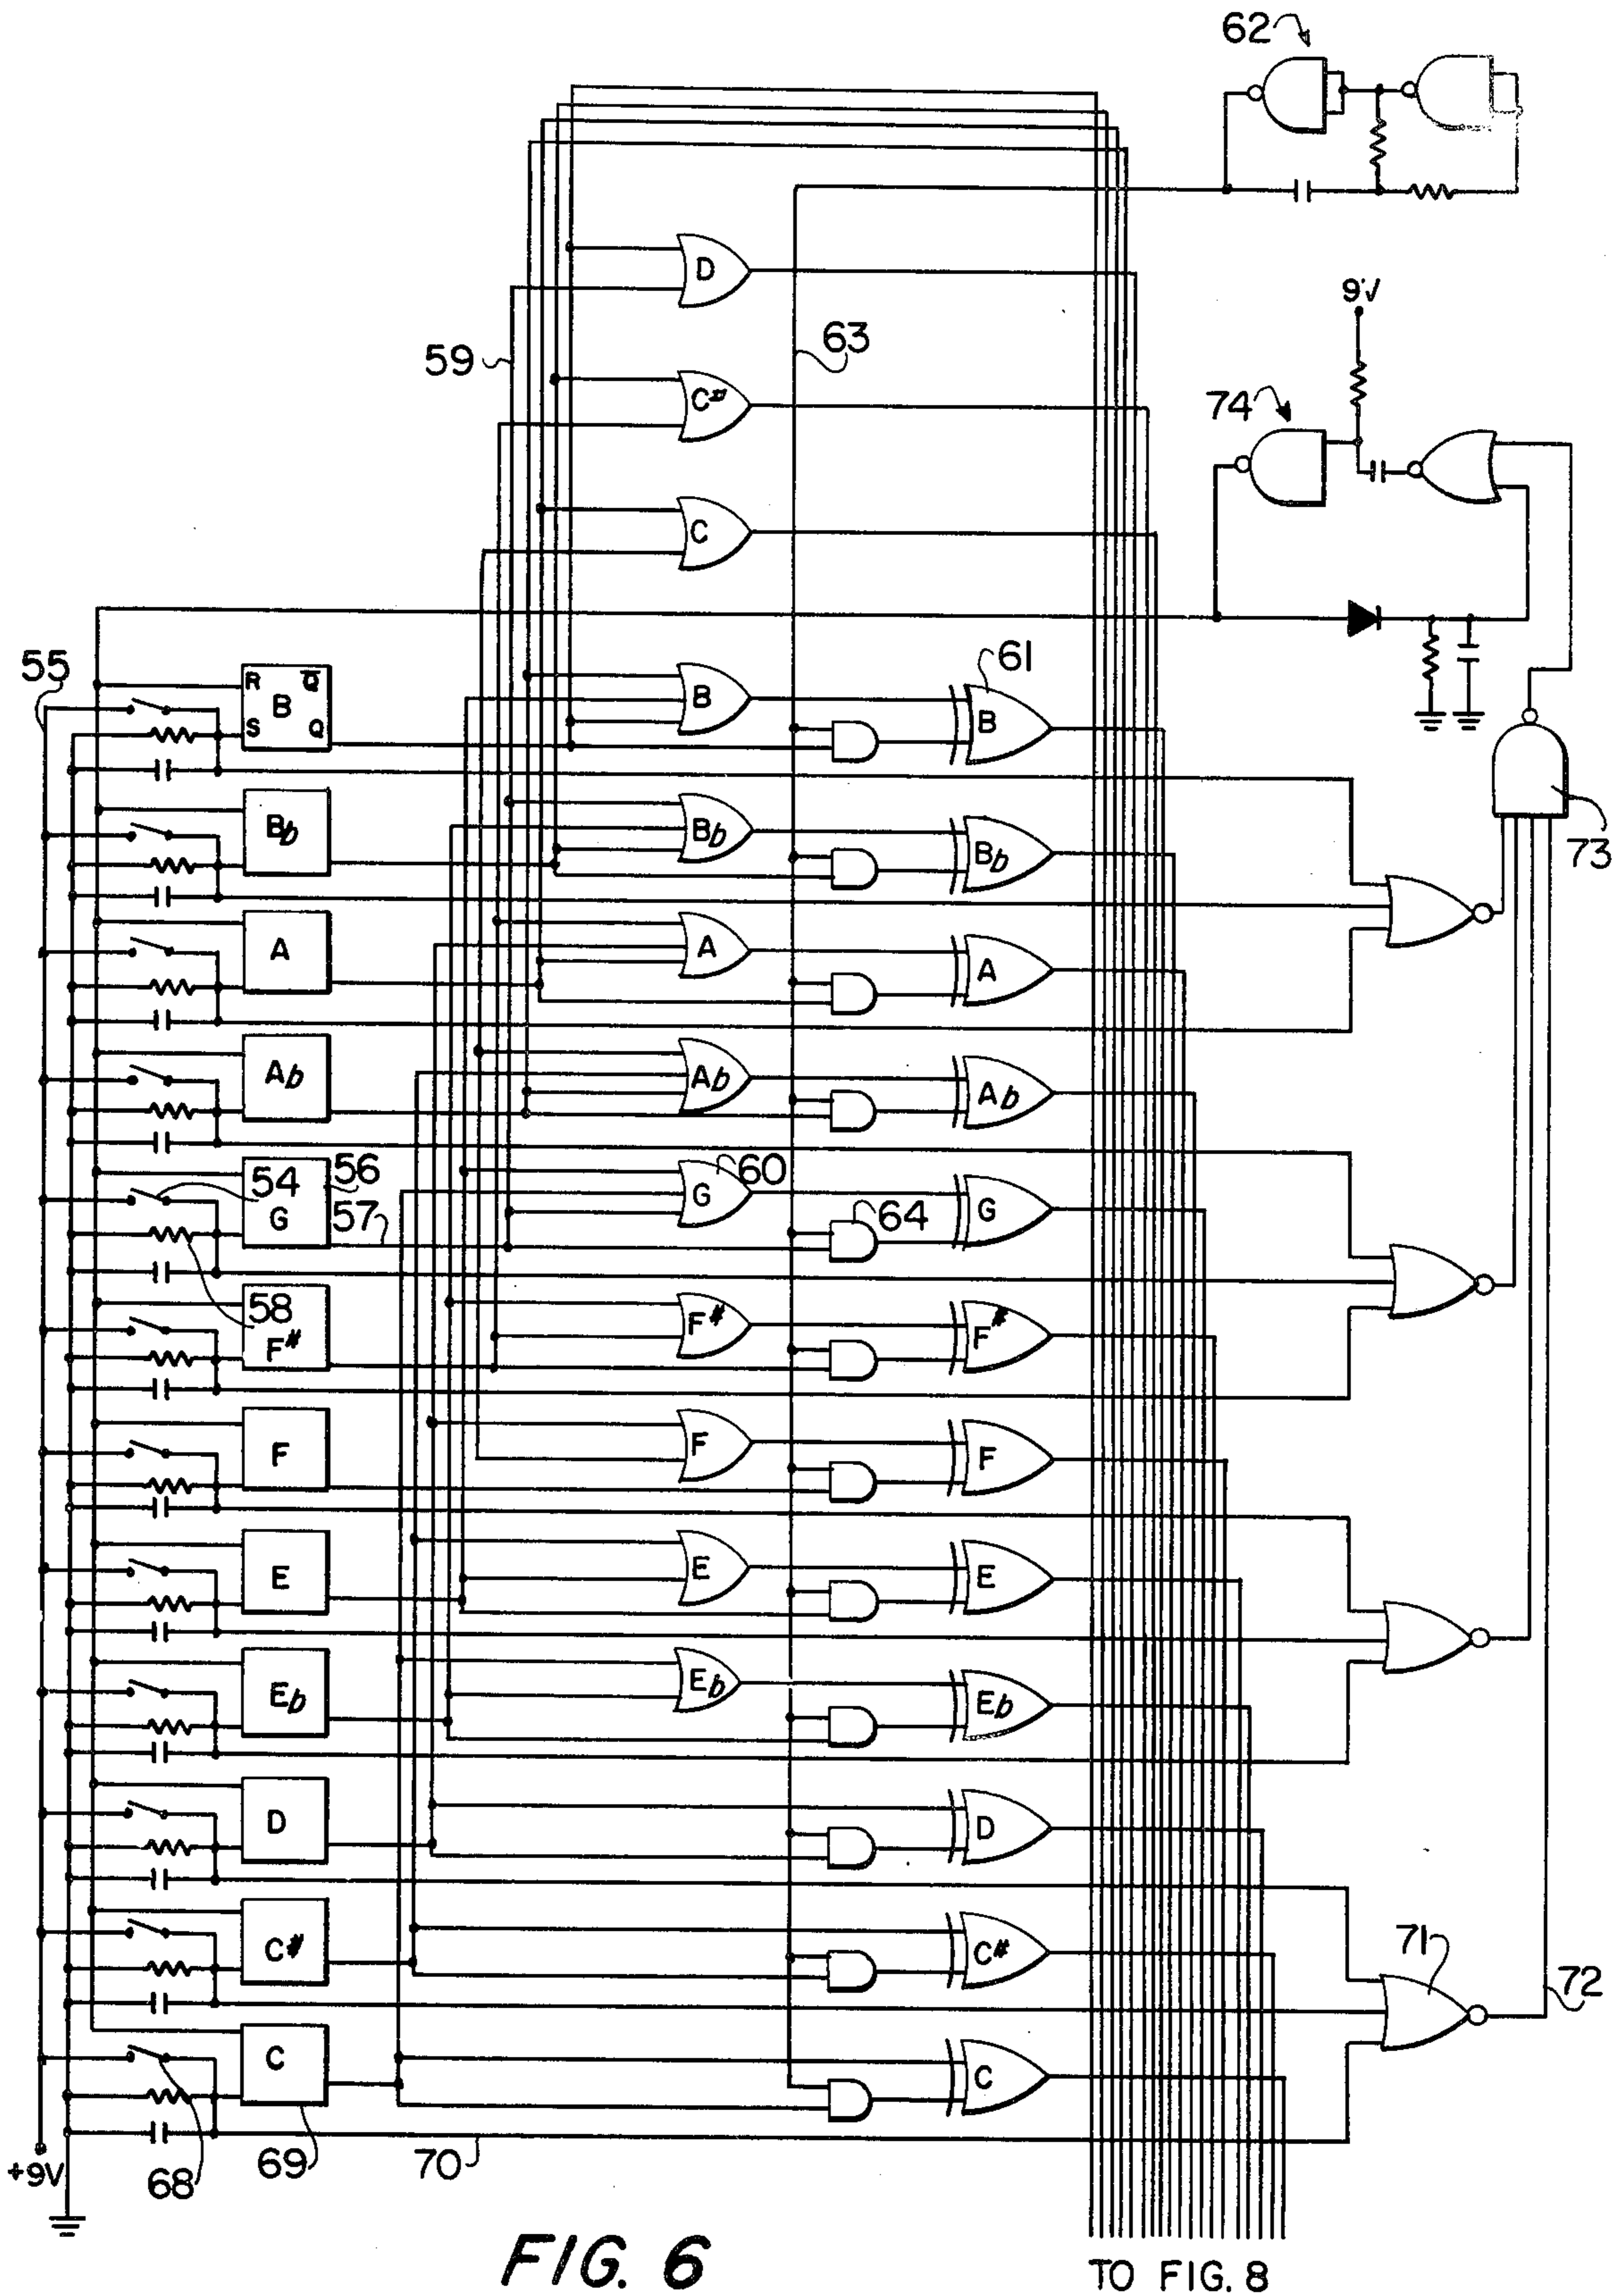 62
D
63
59
9V
C#
74
C
55
R Q̅
B
S Q
B
61
B
73
Bb
Bb
Bb
A
A
A
Ab
Ab
Ab
54
56
G
57
60
G
64
G
58
F#
F#
F#
F
F
F
E
E
E
Eb
Eb
Eb
D
D
C#
C#
71
72
C
C
+9V
68
69
70
FIG. 6
TO FIG. 8